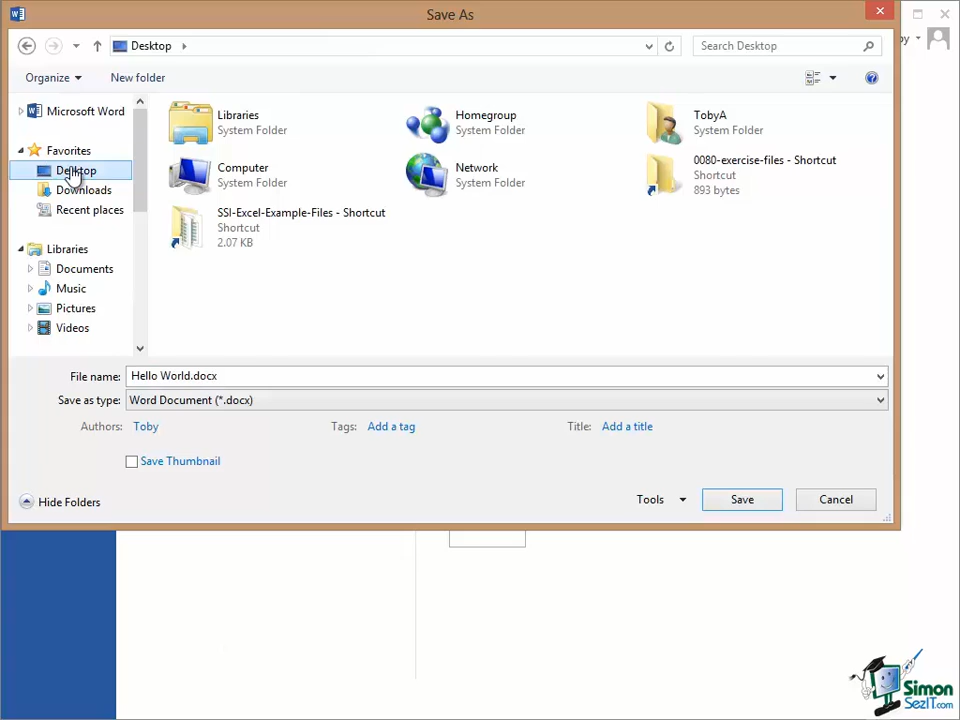 Save As
by
Desktop
Search Desktop
Organize
New folder
Microsoft Word
Favorites
Desktop
Downloads
Recent places
Libraries
Documents
Music
Pictures
Videos
Libraries
System Folder
Homegroup
System Folder
TobyA
System Folder
Computer
System Folder
Network
System Folder
0080-exercise-files - Shortcut
Shortcut
893 bytes
SSI-Excel-Example-Files - Shortcut
Shortcut
2.07 KB
File name: Hello World.docx
Save as type: Word Document (*.docx)
Authors: Toby Tags: Add a tag Title: Add a title
Save Thumbnail
Hide Folders Tools Save Cancel
Simon
SezIT.com